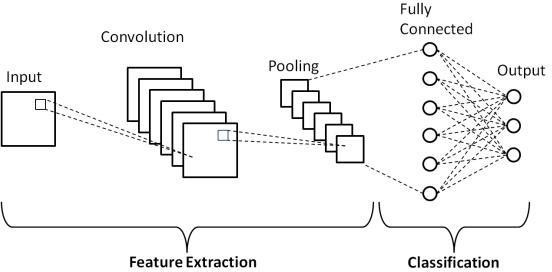 Fully
Connected
Convolution
Pooling
Output
Input
Feature Extraction
Classification